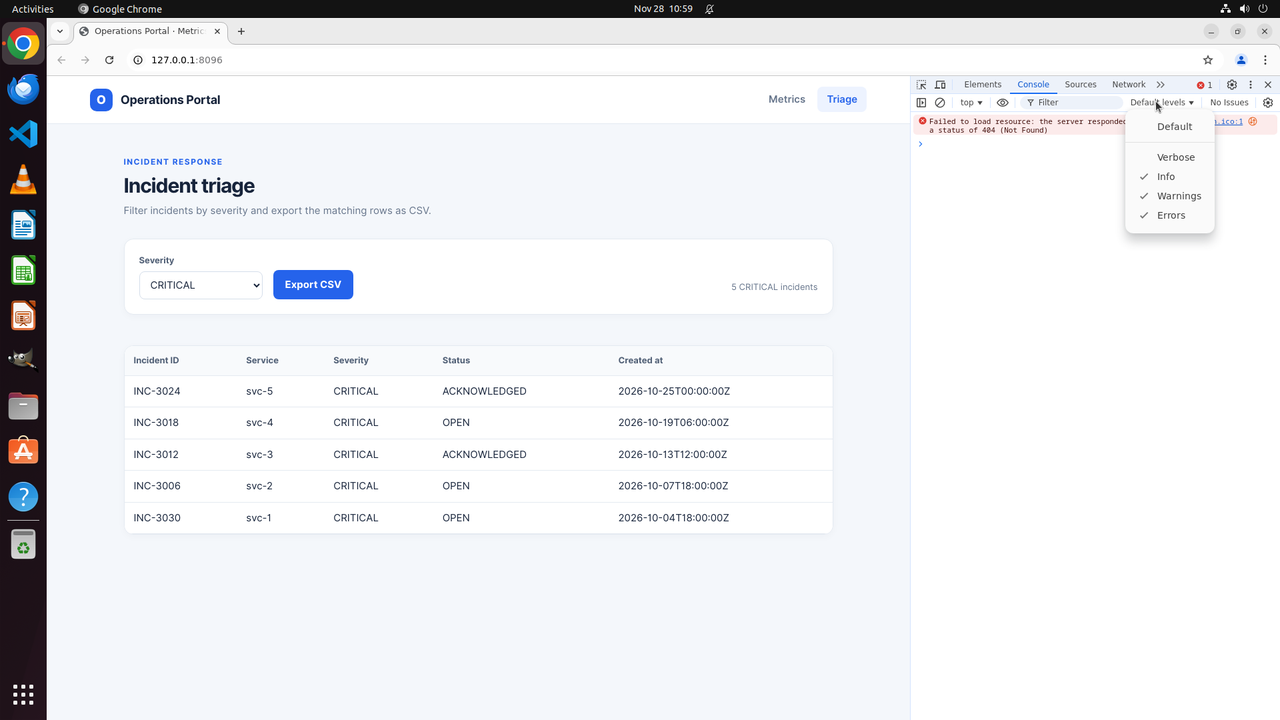 Activities
Google Chrome
Nov 28 10:59
Operations Portal · Metric
127.0.0.1:8096
O
Operations Portal
Metrics
Triage
INCIDENT RESPONSE
Incident triage
Filter incidents by severity and export the matching rows as CSV.
Severity
CRITICAL
Export CSV
5 CRITICAL incidents
Incident ID Service Severity Status Created at
INC-3024 svc-5 CRITICAL ACKNOWLEDGED 2026-10-25T00:00:00Z
INC-3018 svc-4 CRITICAL OPEN 2026-10-19T06:00:00Z
INC-3012 svc-3 CRITICAL ACKNOWLEDGED 2026-10-13T12:00:00Z
INC-3006 svc-2 CRITICAL OPEN 2026-10-07T18:00:00Z
INC-3030 svc-1 CRITICAL OPEN 2026-10-04T18:00:00Z
Elements Console Sources Network 1
top Filter Default levels No Issues
Failed to load resource: the server responded .ico:1
a status of 404 (Not Found)
Default
Verbose
Info
Warnings
Errors